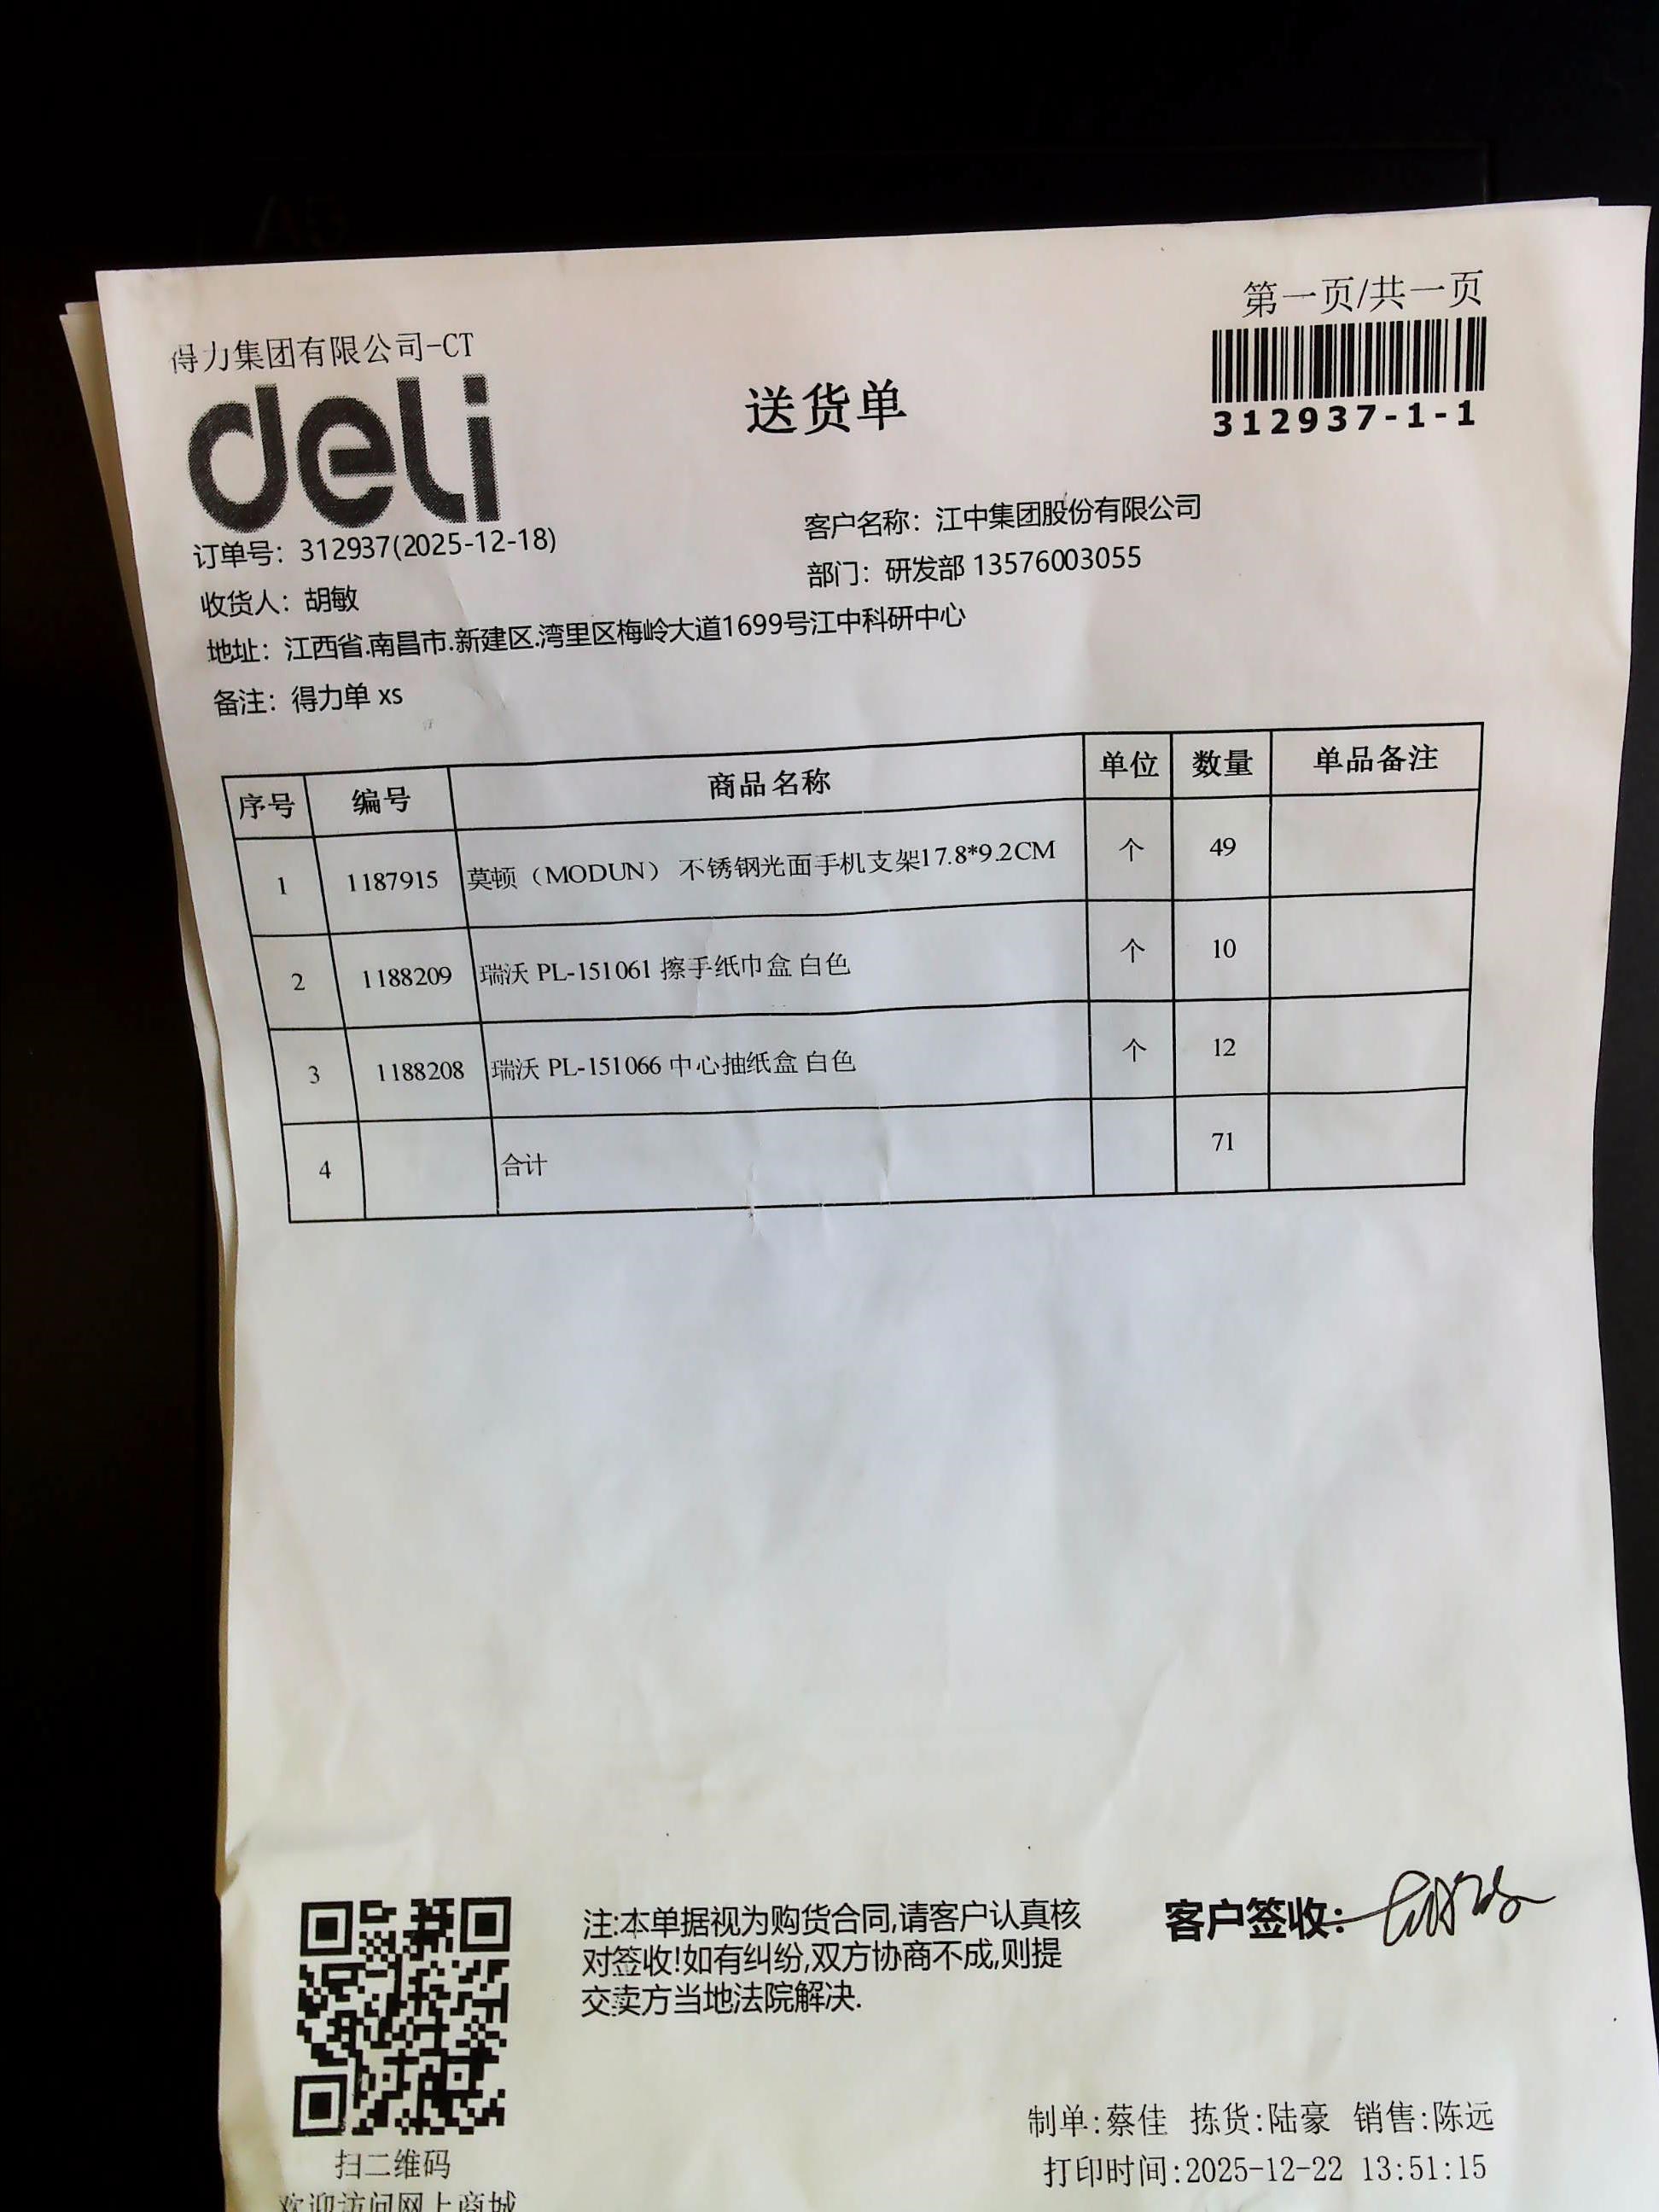 第一页/共一页
得力集团有限公司-CT
deli
送货单
312937-1-1
订单号：312937(2025-12-18)
客户名称：江中集团股份有限公司
收货人：胡敏
部门：研发部 13576003055
地址：江西省.南昌市.新建区.湾里区梅岭大道1699号江中科研中心
备注：得力单 xs
序号 编号 商品名称 单位 数量 单品备注
1 1187915 莫顿（MODUN） 不锈钢光面手机支架17.8*9.2CM 个 49
2 1188209 瑞沃 PL-151061 擦手纸巾盒 白色 个 10
3 1188208 瑞沃 PL-151066 中心抽纸盒 白色 个 12
4 合计 71
注:本单据视为购货合同,请客户认真核
对签收!如有纠纷,双方协商不成,则提
交卖方当地法院解决.
客户签收：
制单:蔡佳 拣货:陆豪 销售:陈远
打印时间:2025-12-22 13:51:15
扫二维码
欢迎访问网上商城